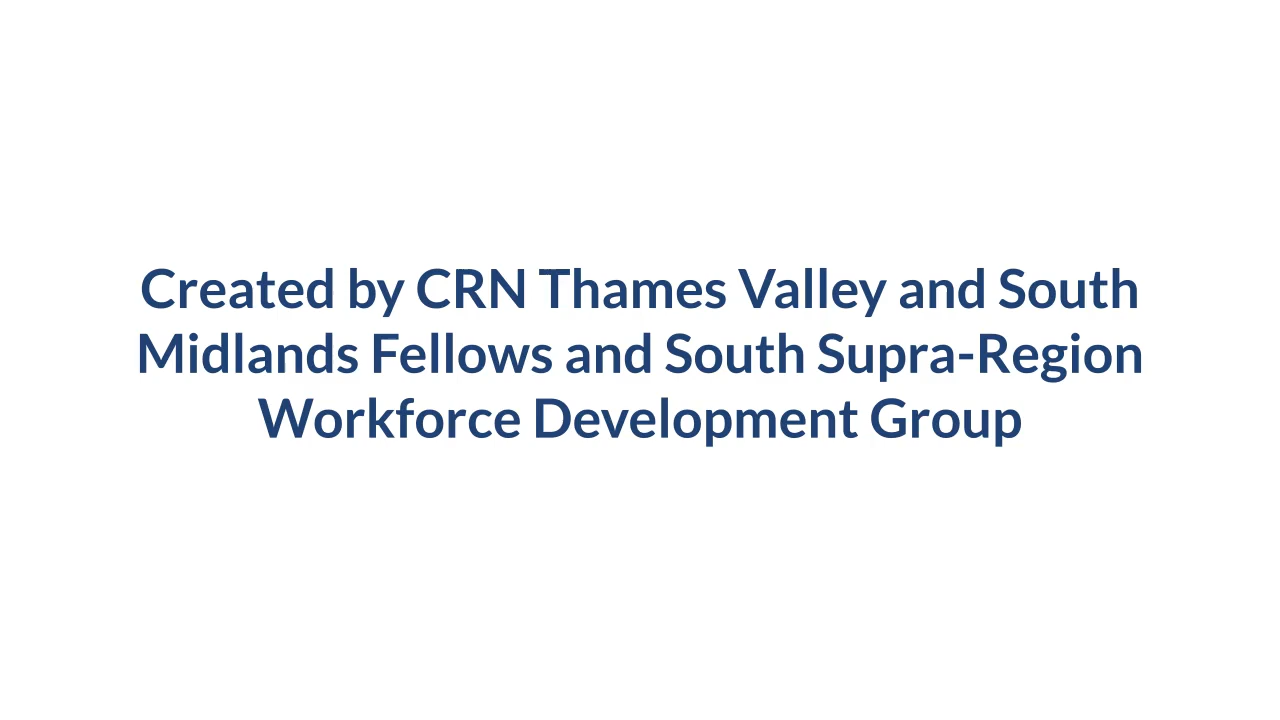 Created by CRN Thames Valley and South
Midlands Fellows and South Supra-Region
Workforce Development Group